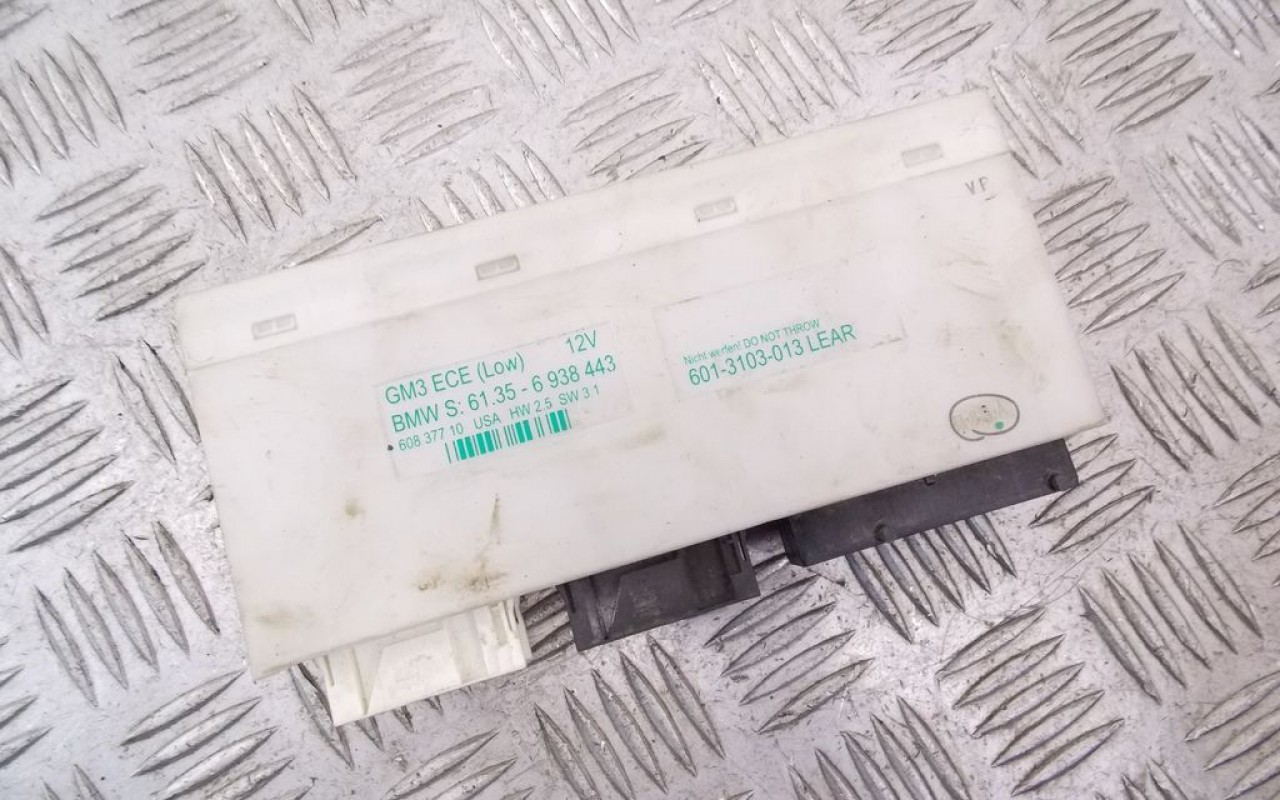 VP
GM3 ECE (Low) 12V
BMW S: 61.35 - 6 938 443
608 377 10 USA HW 2.5 SW 3.1
Nicht werfen! DO NOT THROW
601-3103-013 LEAR